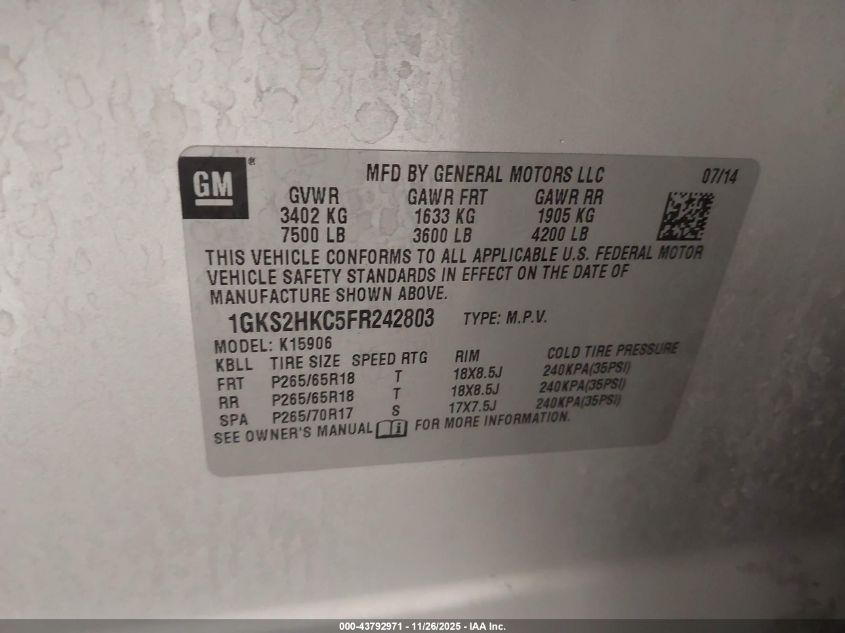 GM®
MFD BY GENERAL MOTORS LLC 07/14
GVWR GAWR FRT GAWR RR
3402 KG 1633 KG 1905 KG
7500 LB 3600 LB 4200 LB
THIS VEHICLE CONFORMS TO ALL APPLICABLE U.S. FEDERAL MOTOR
VEHICLE SAFETY STANDARDS IN EFFECT ON THE DATE OF
MANUFACTURE SHOWN ABOVE.
1GKS2HKC5FR242803 TYPE: M.P.V.
MODEL: K15906
KBLL TIRE SIZE SPEED RTG RIM COLD TIRE PRESSURE
FRT P265/65R18 T 18X8.5J 240KPA(35PSI)
RR P265/65R18 T 18X8.5J 240KPA(35PSI)
SPA P265/70R17 S 17X7.5J 240KPA(35PSI)
SEE OWNER'S MANUAL i FOR MORE INFORMATION.
000-43792971 - 11/26/2025 - IAA Inc.